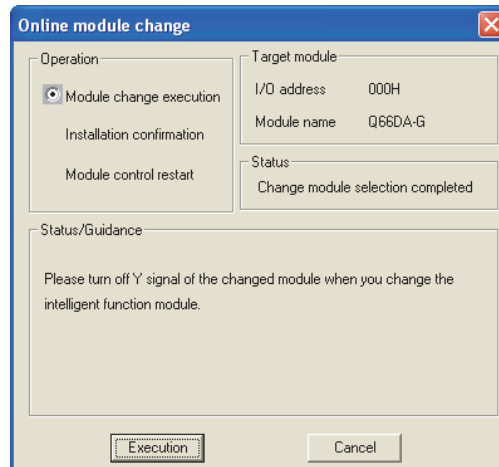 Online module change
Operation
Module change execution
Installation confirmation
Module control restart
Target module
I/O address 000H
Module name Q66DA-G
Status
Change module selection completed
Status/Guidance
Please turn off Y signal of the changed module when you change the
intelligent function module.
Execution
Cancel